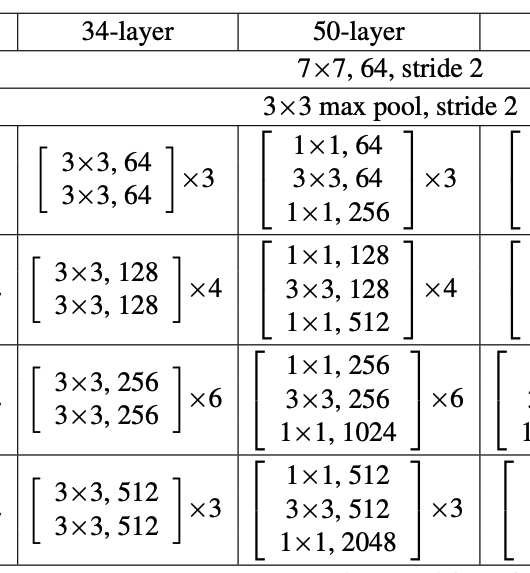 34-layer 50-layer
7×7, 64, stride 2
3×3 max pool, stride 2
[3×3, 64
3×3, 64] ×3
[1×1, 64
3×3, 64
1×1, 256] ×3
[3×3, 128
3×3, 128] ×4
[1×1, 128
3×3, 128
1×1, 512] ×4
[3×3, 256
3×3, 256] ×6
[1×1, 256
3×3, 256
1×1, 1024] ×6
[3×3, 512
3×3, 512] ×3
[1×1, 512
3×3, 512
1×1, 2048] ×3